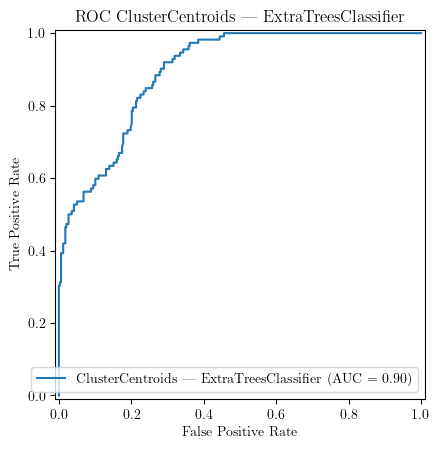 ROC ClusterCentroids — ExtraTreesClassifier
1.0
0.8
0.6
0.4
0.2
0.0
True Positive Rate
ClusterCentroids — ExtraTreesClassifier (AUC = 0.90)
0.0 0.2 0.4 0.6 0.8 1.0
False Positive Rate